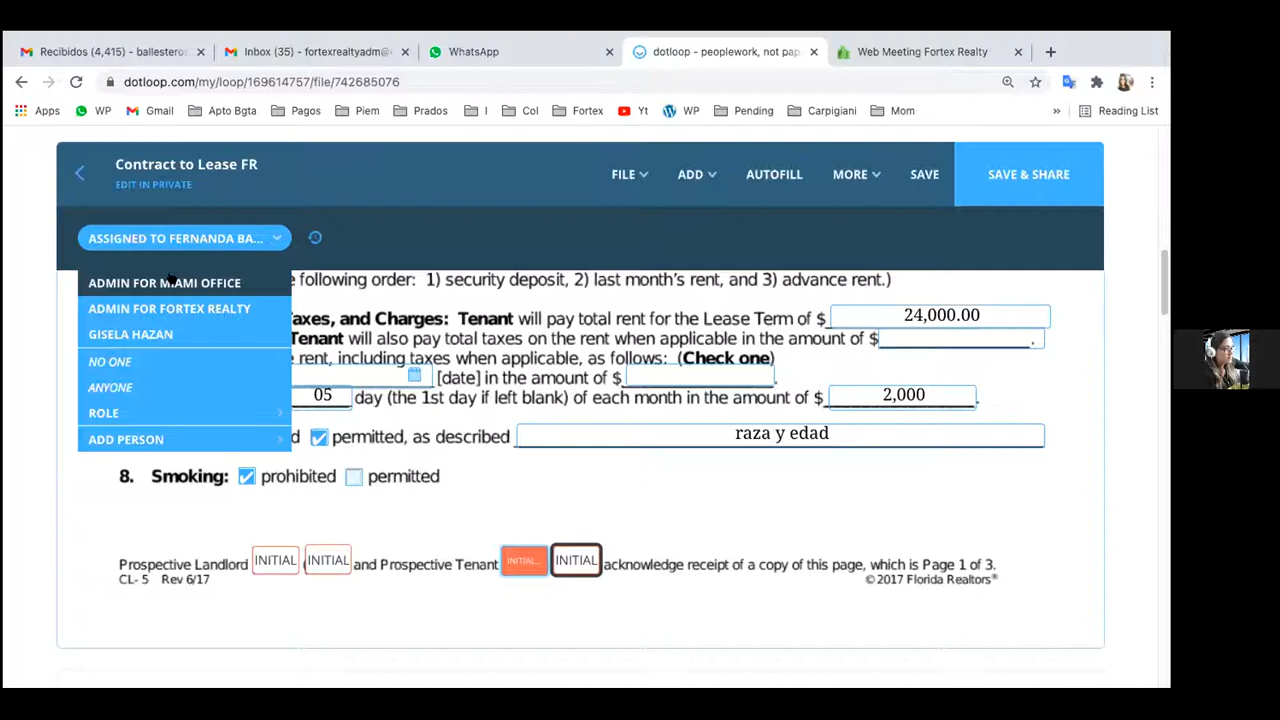 Recibidos (4,415) - ballestero
Inbox (35) - fortexrealtyadm@
WhatsApp
dotloop - peoplework, not pap
Web Meeting Fortex Realty
dotloop.com/my/loop/169614757/file/742685076
Apps
WP
Gmail
Apto Bgta
Pagos
Piem
Prados
I
Col
Fortex
Yt
WP
Pending
Carpigiani
Mom
»
Reading List
Contract to Lease FR
EDIT IN PRIVATE
FILE
ADD
AUTOFILL
MORE
SAVE
SAVE & SHARE
ASSIGNED TO FERNANDA BA...
ADMIN FOR MIAMI OFFICE
ADMIN FOR FORTEX REALTY
GISELA HAZAN
NO ONE
ANYONE
ROLE
ADD PERSON
e following order: 1) security deposit, 2) last month's rent, and 3) advance rent.)
Taxes, and Charges: Tenant will pay total rent for the Lease Term of $ 24,000.00
Tenant will also pay total taxes on the rent when applicable in the amount of $ .
e rent, including taxes when applicable, as follows: (Check one)
[date] in the amount of $ .
05 day (the 1st day if left blank) of each month in the amount of $ 2,000 .
d permitted, as described raza y edad
8. Smoking: prohibited permitted
Prospective Landlord INITIAL ( INITIAL and Prospective Tenant INITIAL... INITIAL acknowledge receipt of a copy of this page, which is Page 1 of 3.
CL- 5 Rev 6/17 © 2017 Florida Realtors®